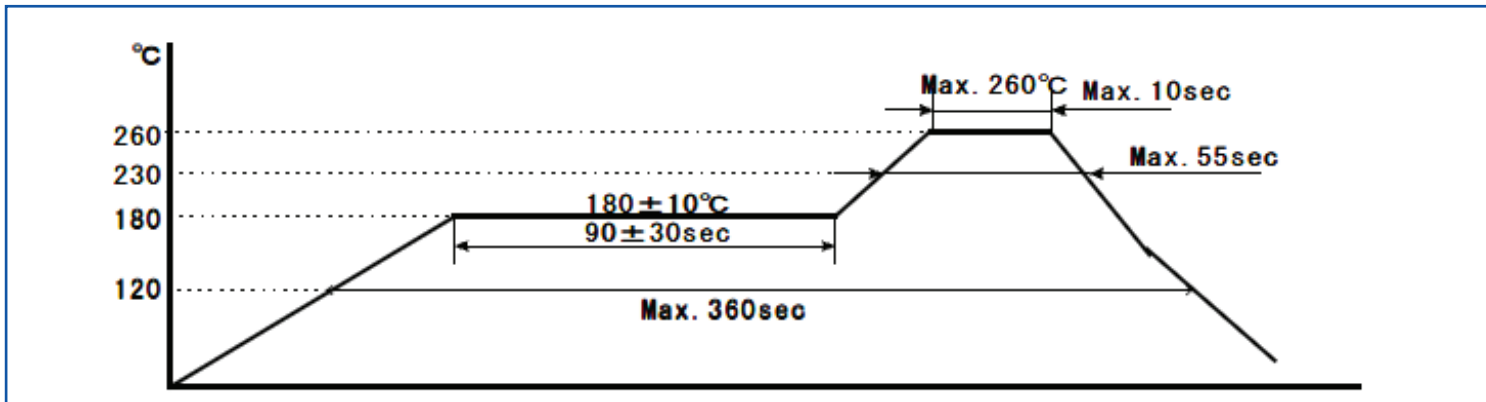 ℃
Max. 260℃
Max. 10sec
260
230
Max. 55sec
180
180±10℃
90±30sec
120
Max. 360sec